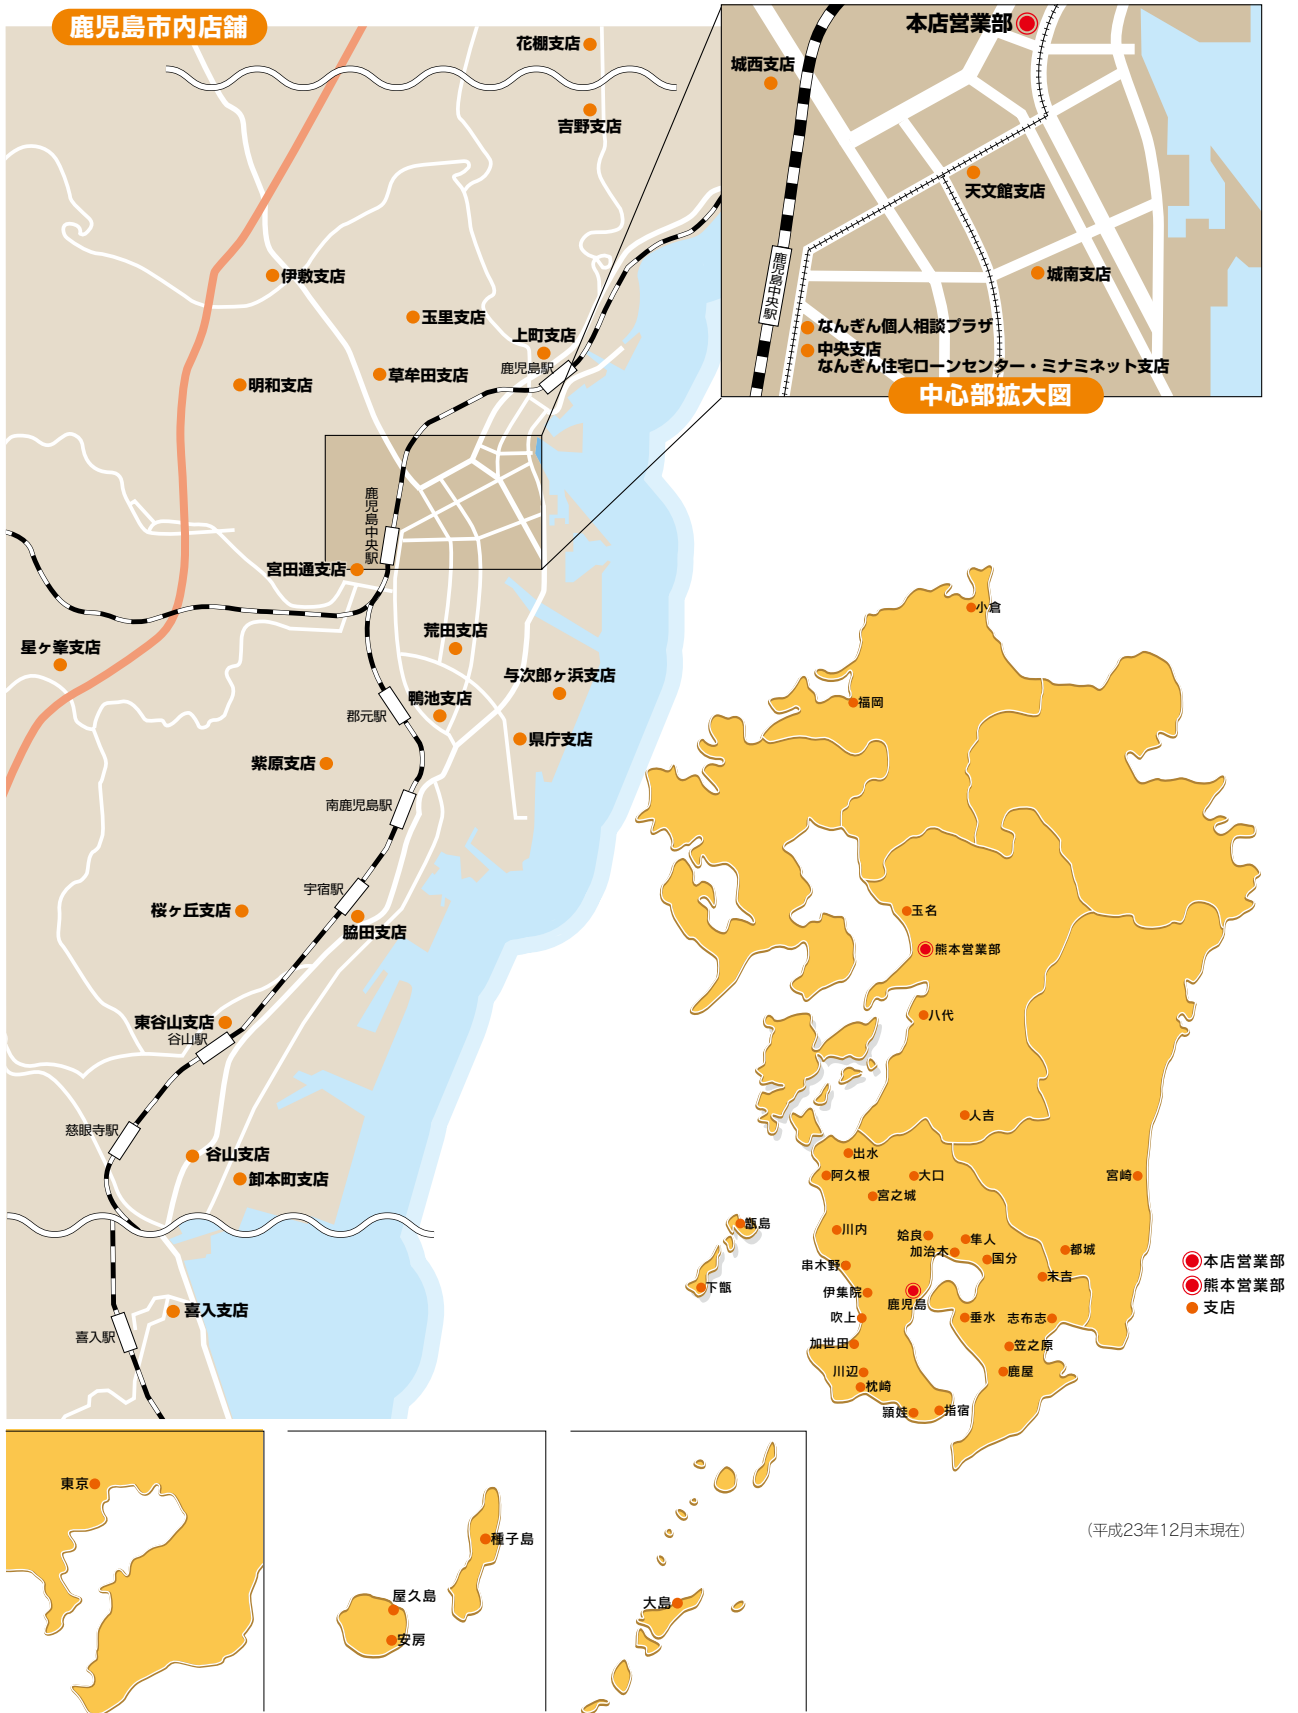 鹿児島市内店舗
花棚支店
吉野支店
伊敷支店
玉里支店
上町支店
鹿児島駅
草牟田支店
明和支店
鹿児島中央駅
宮田通支店
荒田支店
星ヶ峯支店
与次郎ヶ浜支店
鴨池支店
郡元駅
県庁支店
紫原支店
南鹿児島駅
宇宿駅
桜ヶ丘支店
脇田支店
東谷山支店
谷山駅
慈眼寺駅
谷山支店
卸本町支店
喜入支店
喜入駅
本店営業部
城西支店
天文館支店
城南支店
鹿児島中央駅
なんぎん個人相談プラザ
中央支店
なんぎん住宅ローンセンター・ミナミネット支店
中心部拡大図
小倉
福岡
玉名
熊本営業部
八代
人吉
出水
阿久根
大口
宮之城
宮崎
甑島
川内
姶良
隼人
加治木
国分
都城
串木野
末吉
下甑
伊集院
鹿児島
吹上
垂水
志布志
加世田
笠之原
川辺
鹿屋
枕崎
頴娃
指宿
本店営業部
熊本営業部
支店
東京
種子島
屋久島
安房
大島
（平成23年12月末現在）